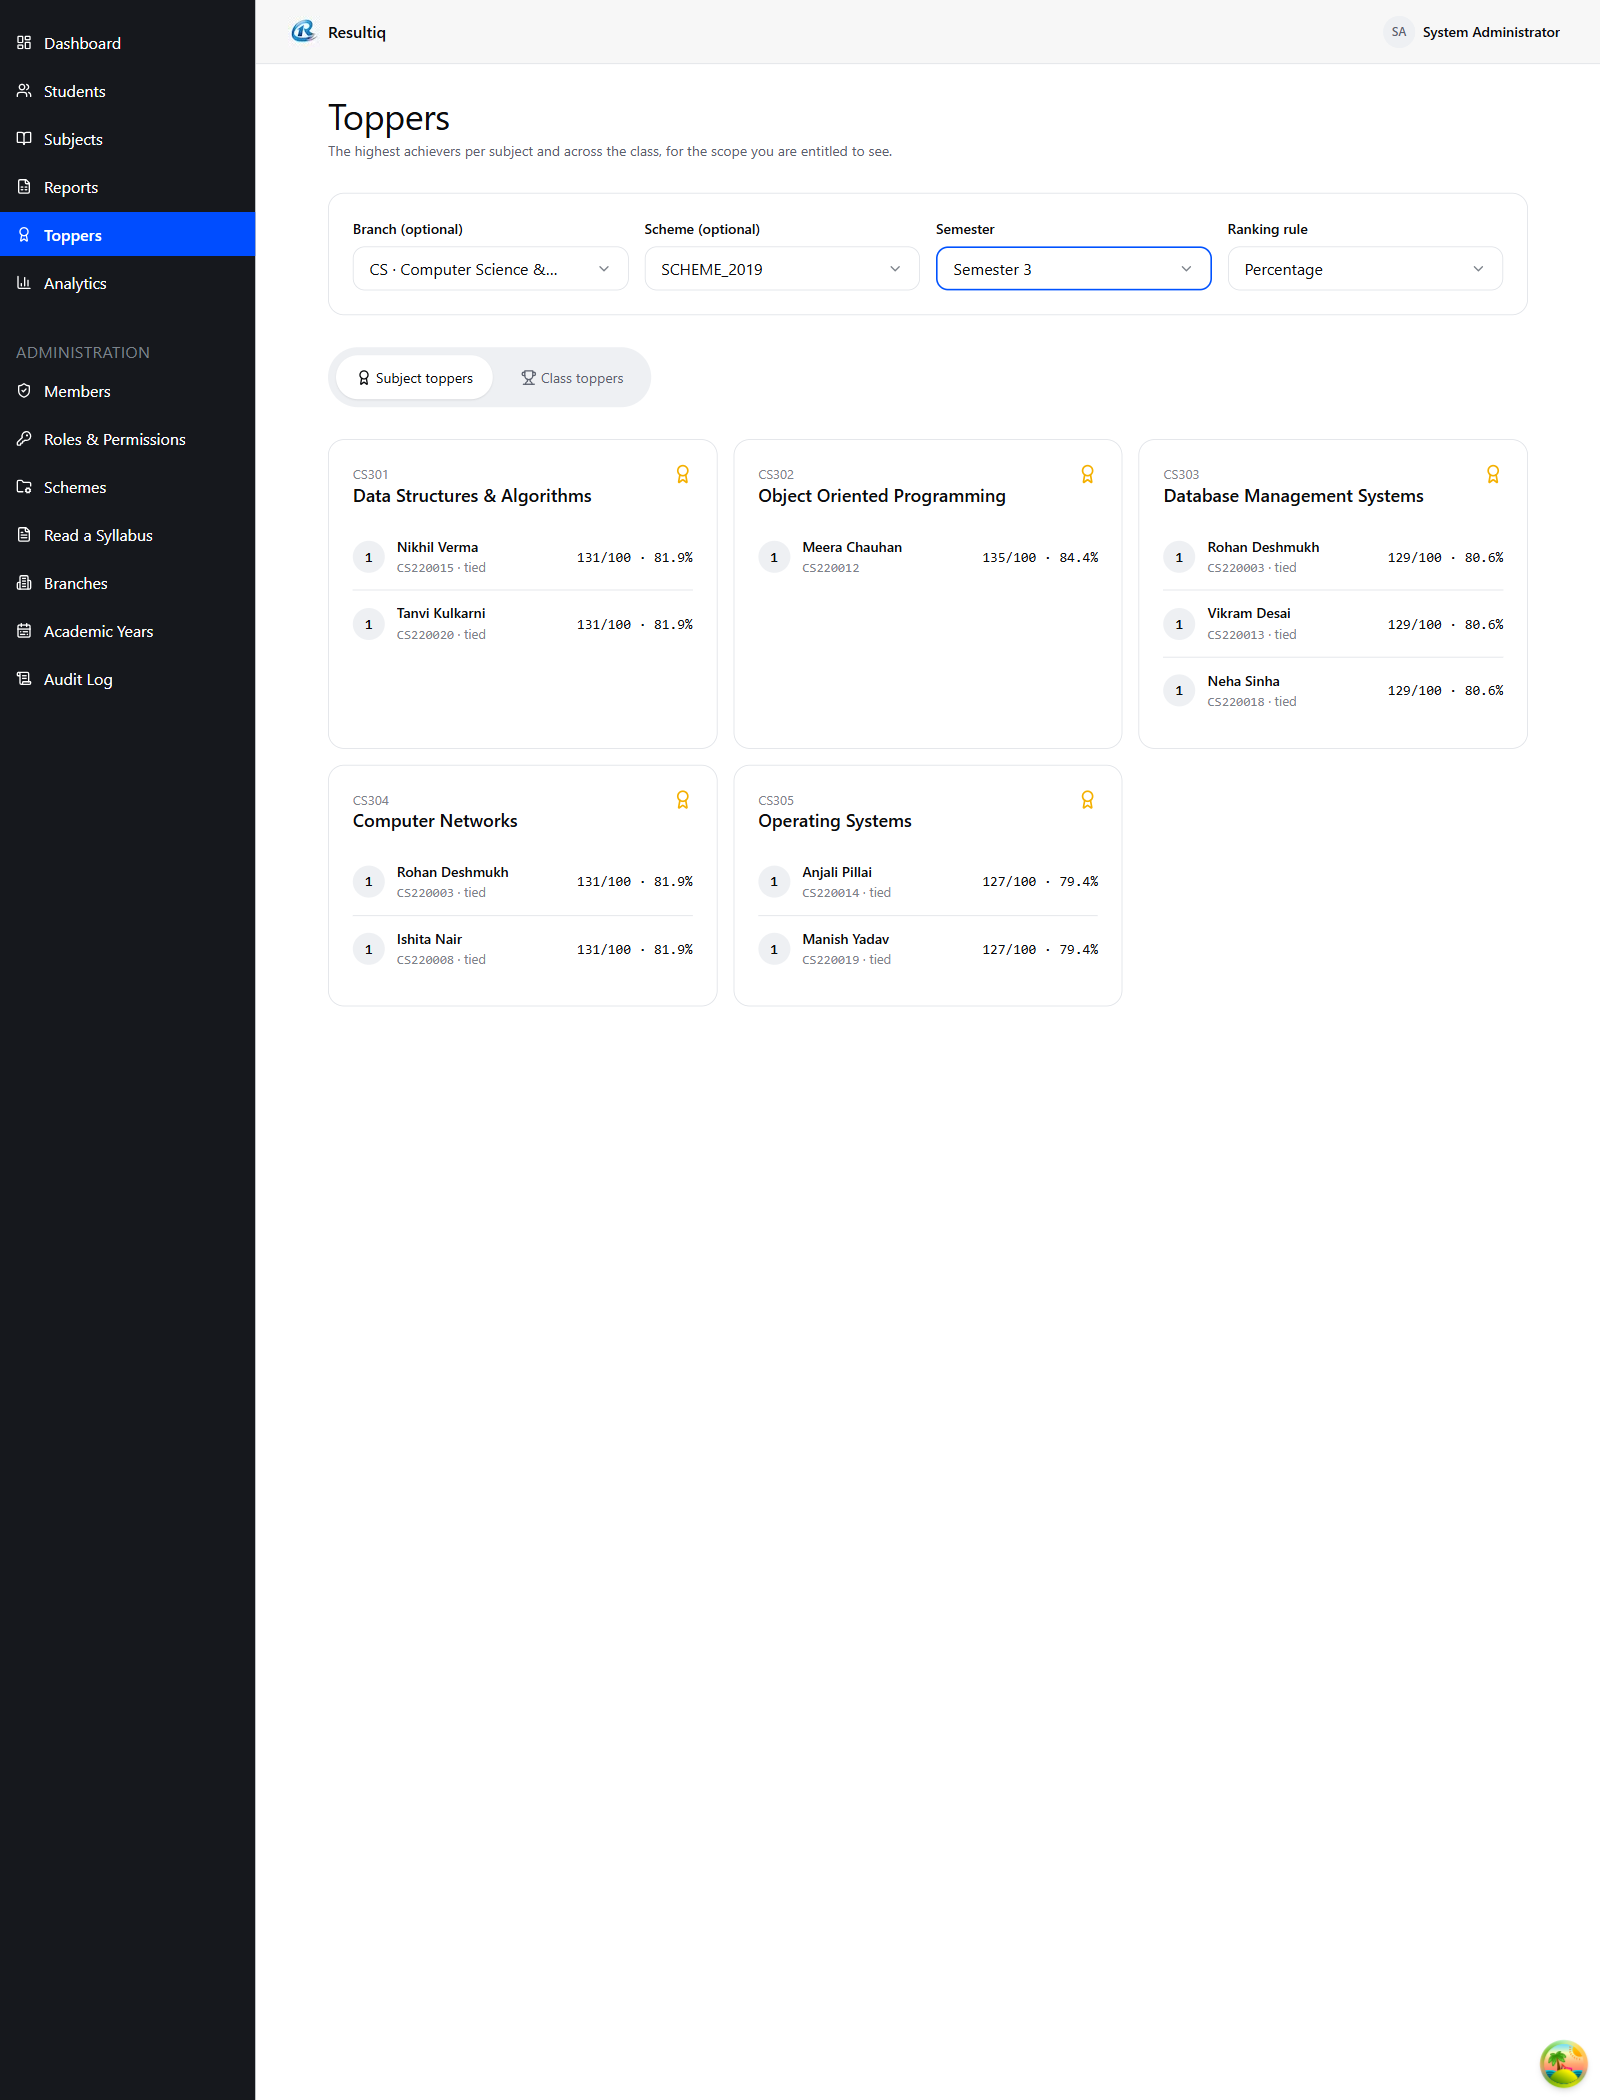 Dashboard
Students
Subjects
Reports
Toppers
Analytics
ADMINISTRATION
Members
Roles & Permissions
Schemes
Read a Syllabus
Branches
Academic Years
Audit Log
Resultiq
SA System Administrator
Toppers
The highest achievers per subject and across the class, for the scope you are entitled to see.
Branch (optional)
CS · Computer Science &...
Scheme (optional)
SCHEME_2019
Semester
Semester 3
Ranking rule
Percentage
Subject toppers
Class toppers
CS301
Data Structures & Algorithms
1 Nikhil Verma 131/100 · 81.9%
CS220015 · tied
1 Tanvi Kulkarni 131/100 · 81.9%
CS220020 · tied
CS302
Object Oriented Programming
1 Meera Chauhan 135/100 · 84.4%
CS220012
CS303
Database Management Systems
1 Rohan Deshmukh 129/100 · 80.6%
CS220003 · tied
1 Vikram Desai 129/100 · 80.6%
CS220013 · tied
1 Neha Sinha 129/100 · 80.6%
CS220018 · tied
CS304
Computer Networks
1 Rohan Deshmukh 131/100 · 81.9%
CS220003 · tied
1 Ishita Nair 131/100 · 81.9%
CS220008 · tied
CS305
Operating Systems
1 Anjali Pillai 127/100 · 79.4%
CS220014 · tied
1 Manish Yadav 127/100 · 79.4%
CS220019 · tied